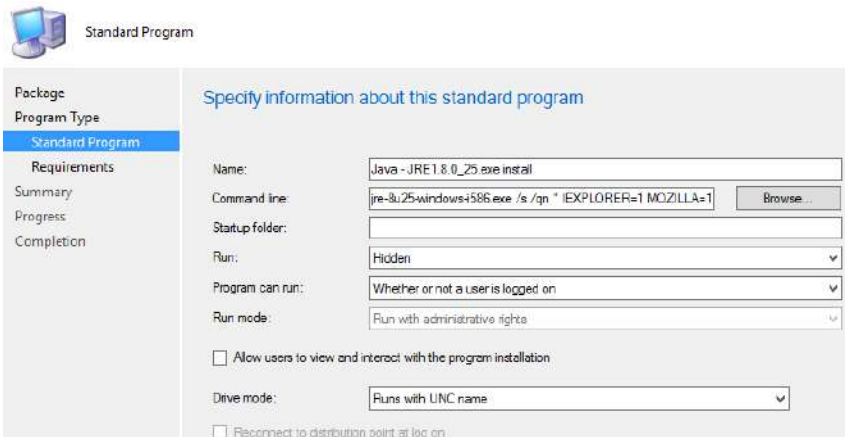 Standard Program
Package
Program Type
Standard Program
Requirements
Summary
Progress
Completion
Specify information about this standard program
Name: Java - JRE1.8.0_25.exe install
Command line: jre-8u25-windows-i586.exe /s /qn " IEXPLORER=1 MOZILLA=1 Browse...
Startup folder:
Run: Hidden
Program can run: Whether or not a user is logged on
Run mode: Run with administrative rights
Allow users to view and interact with the program installation
Drive mode: Runs with UNC name
Reconnect to distribution point at log on